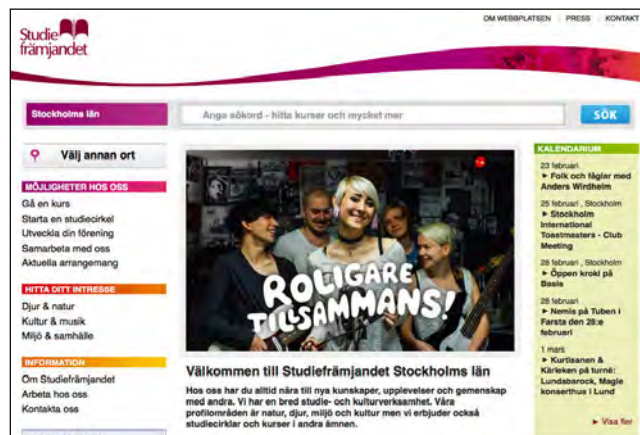 OM WEBBPLATSEN PRESS KONTAKT
Studie
främjandet
Stockholms län
Ange sökord - hitta kurser och mycket mer
SÖK
Välj annan ort
MÖJLIGHETER HOS OSS
Gå en kurs
Starta en studiecirkel
Utveckla din förening
Samarbeta med oss
Aktuella arrangemang
HITTA DITT INTRESSE
Djur & natur
Kultur & musik
Miljö & samhälle
INFORMATION
Om Studiefrämjandet
Arbeta hos oss
Kontakta oss
ROLIGARE
TILLSAMMANS!
Välkommen till Studiefrämjandet Stockholms län
Hos oss har du alltid nära till nya kunskaper, upplevelser och gemenskap
med andra. Vi har en bred studie- och kulturverksamhet. Våra
profilområden är natur, djur, miljö och kultur men vi erbjuder också
studiecirklar och kurser i andra ämnen.
KALENDARIUM
23 februari
► Folk och fåglar med
Anders Wirdheim
25 februari , Stockholm
► Stockholm
International
Toastmasters - Club
Meeting
28 februari , Stockholm
► Öppen kroki på
Basis
28 februari
► Nemis på Tuben i
Farsta den 28:e
februari
1 mars
► Kurtisanen &
Kärleken på turné:
Lundabarock, Magle
konserthus i Lund
► Visa fler